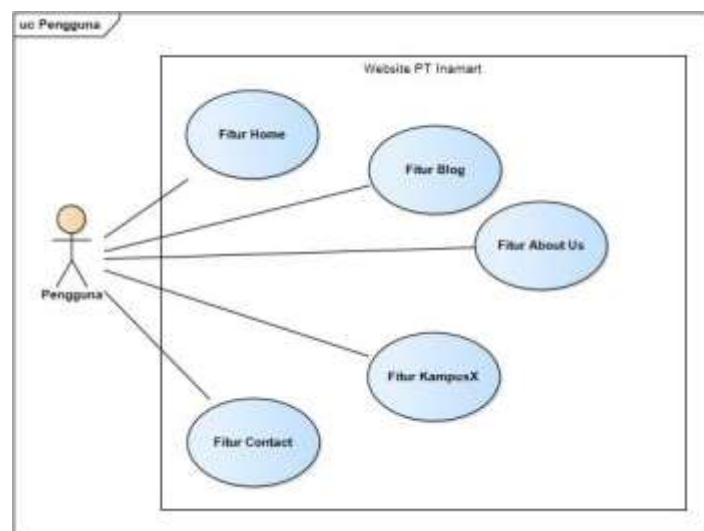 uc Pengguna
Website PT Inamart
Fitur Home
Fitur Blog
Fitur About Us
Pengguna
Fitur KampusX
Fitur Contact